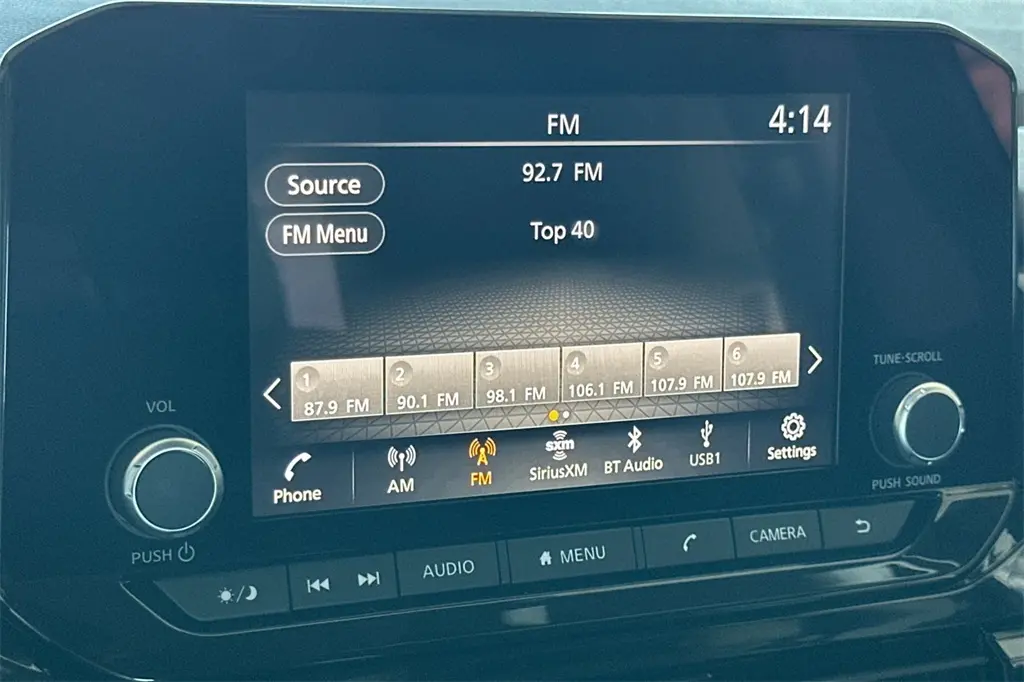 FM
4:14
Source
92.7 FM
FM Menu
Top 40
1
2
3
4
5
6
87.9 FM
90.1 FM
98.1 FM
106.1 FM
107.9 FM
107.9 FM
Phone
AM
FM
sxm
SiriusXM
BT Audio
USB1
Settings
VOL
PUSH
TUNE·SCROLL
PUSH SOUND
AUDIO
MENU
CAMERA